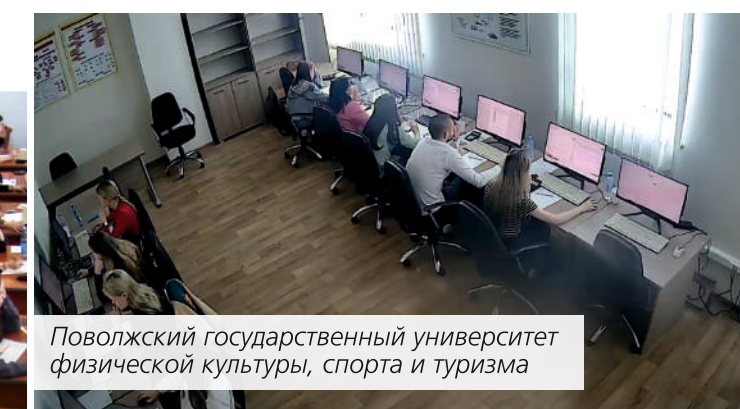 Поволжский государственный университет
физической культуры, спорта и туризма